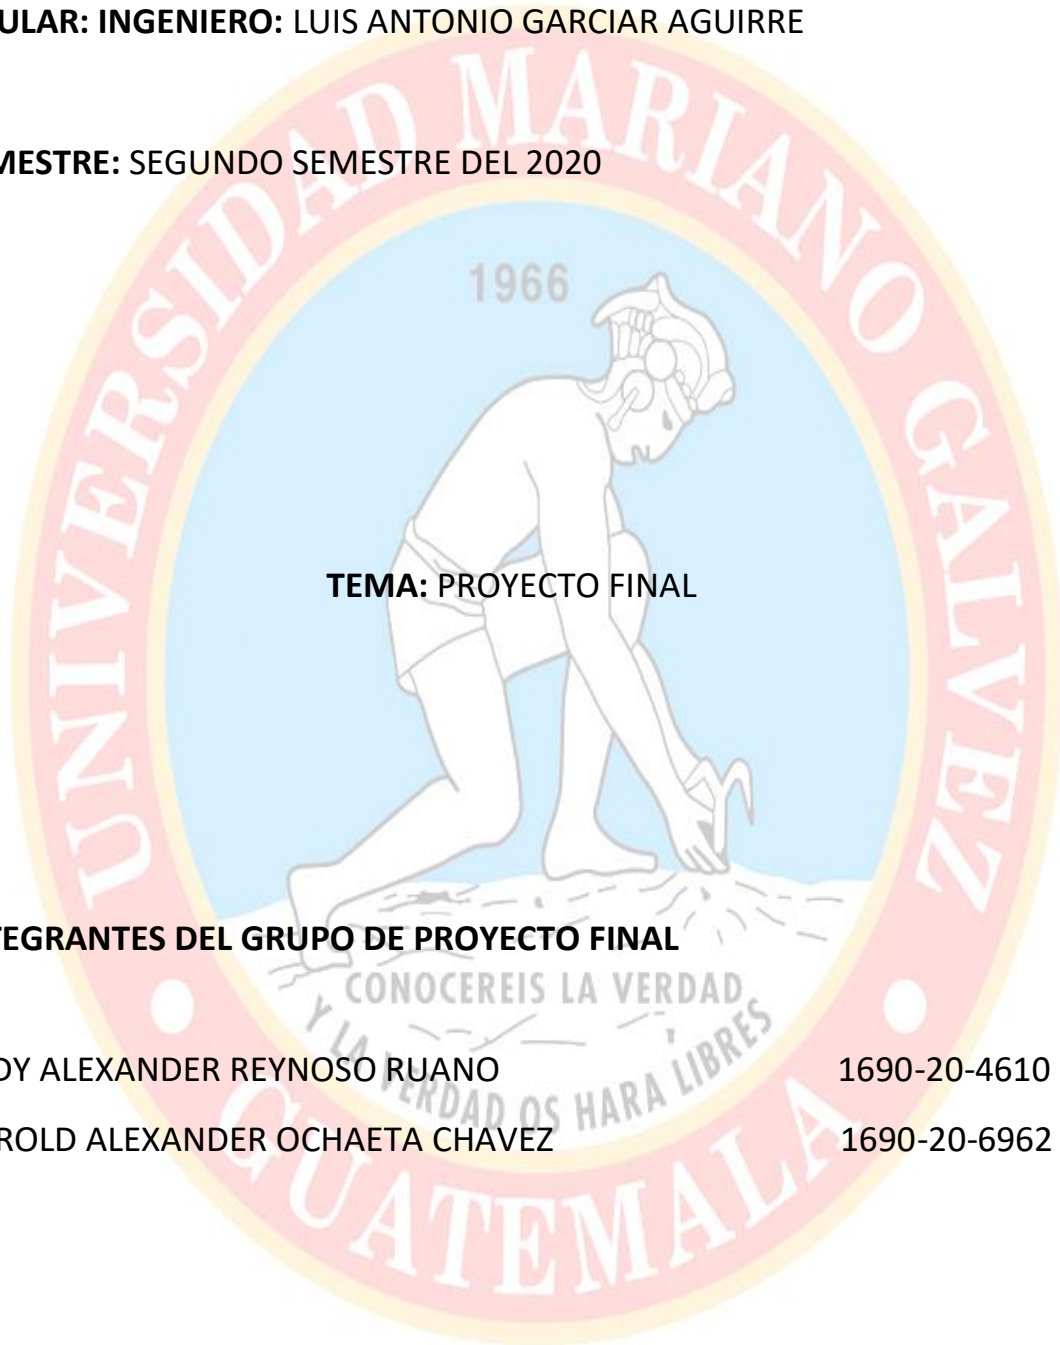 ULAR: INGENIERO: LUIS ANTONIO GARCIAR AGUIRRE
MESTRE: SEGUNDO SEMESTRE DEL 2020
UNIVERSIDAD MARIANO GALVEZ
1966
TEMA: PROYECTO FINAL
TEGRANTES DEL GRUPO DE PROYECTO FINAL
CONOCEREIS LA VERDAD
Y LA VERDAD OS HARA LIBRES
DY ALEXANDER REYNOSO RUANO 1690-20-4610
ROLD ALEXANDER OCHAETA CHAVEZ 1690-20-6962
GUATEMALA